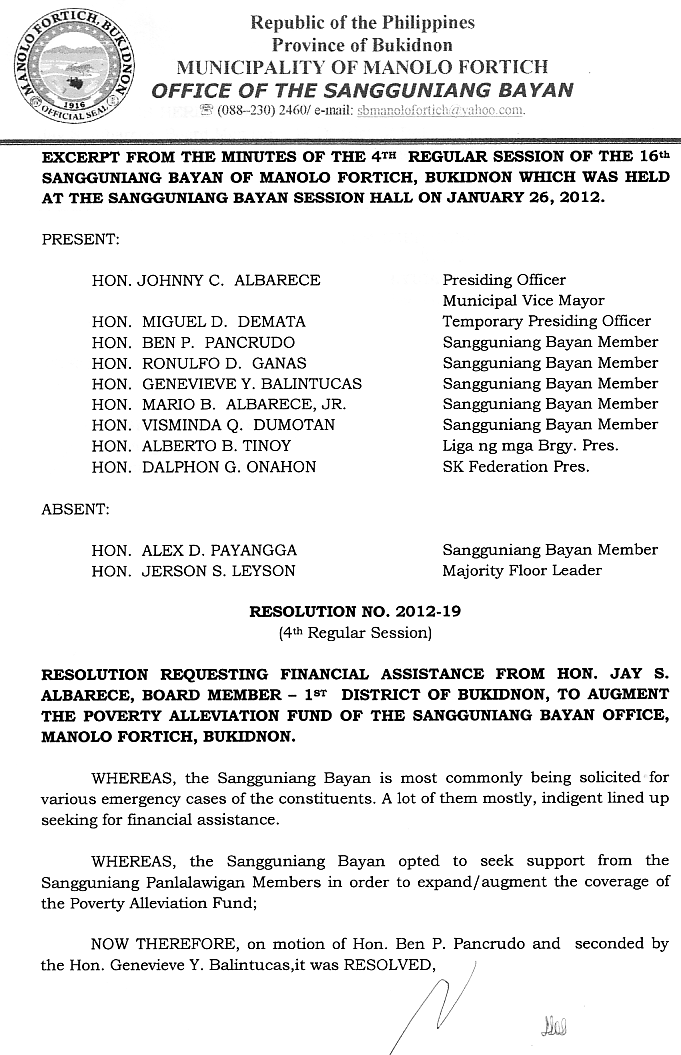 MANOLO FORTICH, BUKIDNON
1916
OFFICIAL SEAL
Republic of the Philippines
Province of Bukidnon
MUNICIPALITY OF MANOLO FORTICH
OFFICE OF THE SANGGUNIANG BAYAN
☏ (088–230) 2460/ e-mail: sbmanolofortich@yahoo.com.
EXCERPT FROM THE MINUTES OF THE 4TH REGULAR SESSION OF THE 16th
SANGGUNIANG BAYAN OF MANOLO FORTICH, BUKIDNON WHICH WAS HELD
AT THE SANGGUNIANG BAYAN SESSION HALL ON JANUARY 26, 2012.
PRESENT:
HON. JOHNNY C. ALBARECE Presiding Officer
Municipal Vice Mayor
HON. MIGUEL D. DEMATA Temporary Presiding Officer
HON. BEN P. PANCRUDO Sangguniang Bayan Member
HON. RONULFO D. GANAS Sangguniang Bayan Member
HON. GENEVIEVE Y. BALINTUCAS Sangguniang Bayan Member
HON. MARIO B. ALBARECE, JR. Sangguniang Bayan Member
HON. VISMINDA Q. DUMOTAN Sangguniang Bayan Member
HON. ALBERTO B. TINOY Liga ng mga Brgy. Pres.
HON. DALPHON G. ONAHON SK Federation Pres.
ABSENT:
HON. ALEX D. PAYANGGA Sangguniang Bayan Member
HON. JERSON S. LEYSON Majority Floor Leader
RESOLUTION NO. 2012-19
(4th Regular Session)
RESOLUTION REQUESTING FINANCIAL ASSISTANCE FROM HON. JAY S.
ALBARECE, BOARD MEMBER – 1ST DISTRICT OF BUKIDNON, TO AUGMENT
THE POVERTY ALLEVIATION FUND OF THE SANGGUNIANG BAYAN OFFICE,
MANOLO FORTICH, BUKIDNON.
WHEREAS, the Sangguniang Bayan is most commonly being solicited for
various emergency cases of the constituents. A lot of them mostly, indigent lined up
seeking for financial assistance.
WHEREAS, the Sangguniang Bayan opted to seek support from the
Sangguniang Panlalawigan Members in order to expand/augment the coverage of
the Poverty Alleviation Fund;
NOW THEREFORE, on motion of Hon. Ben P. Pancrudo and seconded by
the Hon. Genevieve Y. Balintucas,it was RESOLVED,